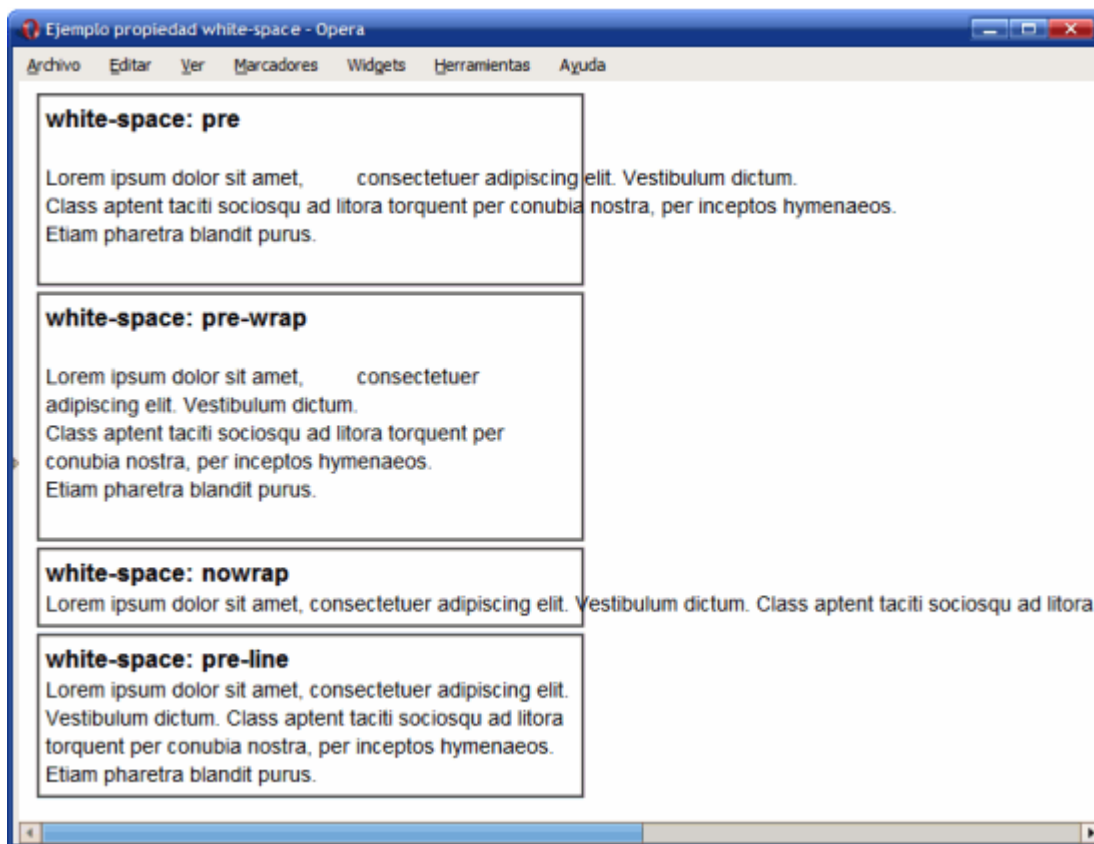 Ejemplo propiedad white-space - Opera
Archivo Editar Ver Marcadores Widgets Herramientas Ayuda
white-space: pre
Lorem ipsum dolor sit amet,         consectetuer adipiscing elit. Vestibulum dictum.
Class aptent taciti sociosqu ad litora torquent per conubia nostra, per inceptos hymenaeos.
Etiam pharetra blandit purus.
white-space: pre-wrap
Lorem ipsum dolor sit amet,         consectetuer
adipiscing elit. Vestibulum dictum.
Class aptent taciti sociosqu ad litora torquent per
conubia nostra, per inceptos hymenaeos.
Etiam pharetra blandit purus.
white-space: nowrap
Lorem ipsum dolor sit amet, consectetuer adipiscing elit. Vestibulum dictum. Class aptent taciti sociosqu ad litora
white-space: pre-line
Lorem ipsum dolor sit amet, consectetuer adipiscing elit.
Vestibulum dictum. Class aptent taciti sociosqu ad litora
torquent per conubia nostra, per inceptos hymenaeos.
Etiam pharetra blandit purus.